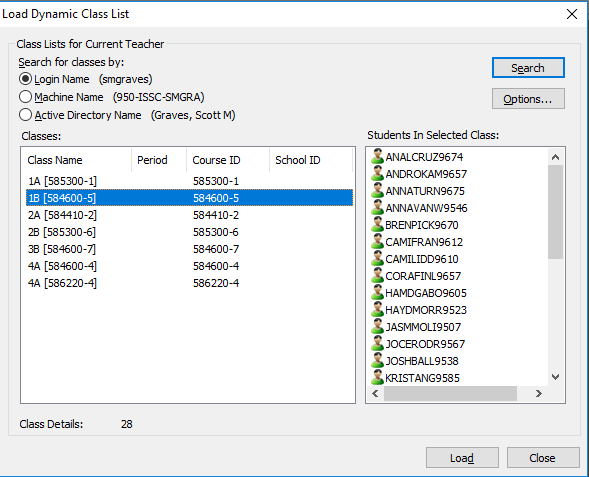 Load Dynamic Class List
Class Lists for Current Teacher
Search for classes by:
Login Name (smgraves)
Machine Name (950-ISSC-SMGRA)
Active Directory Name (Graves, Scott M)
Search
Options...
Classes:
Class Name Period Course ID School ID
1A [585300-1] 585300-1
1B [584600-5] 584600-5
2A [584410-2] 584410-2
2B [585300-6] 585300-6
3B [584600-7] 584600-7
4A [584600-4] 584600-4
4A [586220-4] 586220-4
Students In Selected Class:
ANALCRUZ9674
ANDROKAM9657
ANNATURN9675
ANNAVANW9546
BRENPICK9670
CAMIFRAN9612
CAMILIDD9610
CORAFINL9657
HAMDGABO9605
HAYDMORR9523
JASMMOLI9507
JOCERODR9567
JOSHBALL9538
KRISTANG9585
Class Details: 28
Load Close